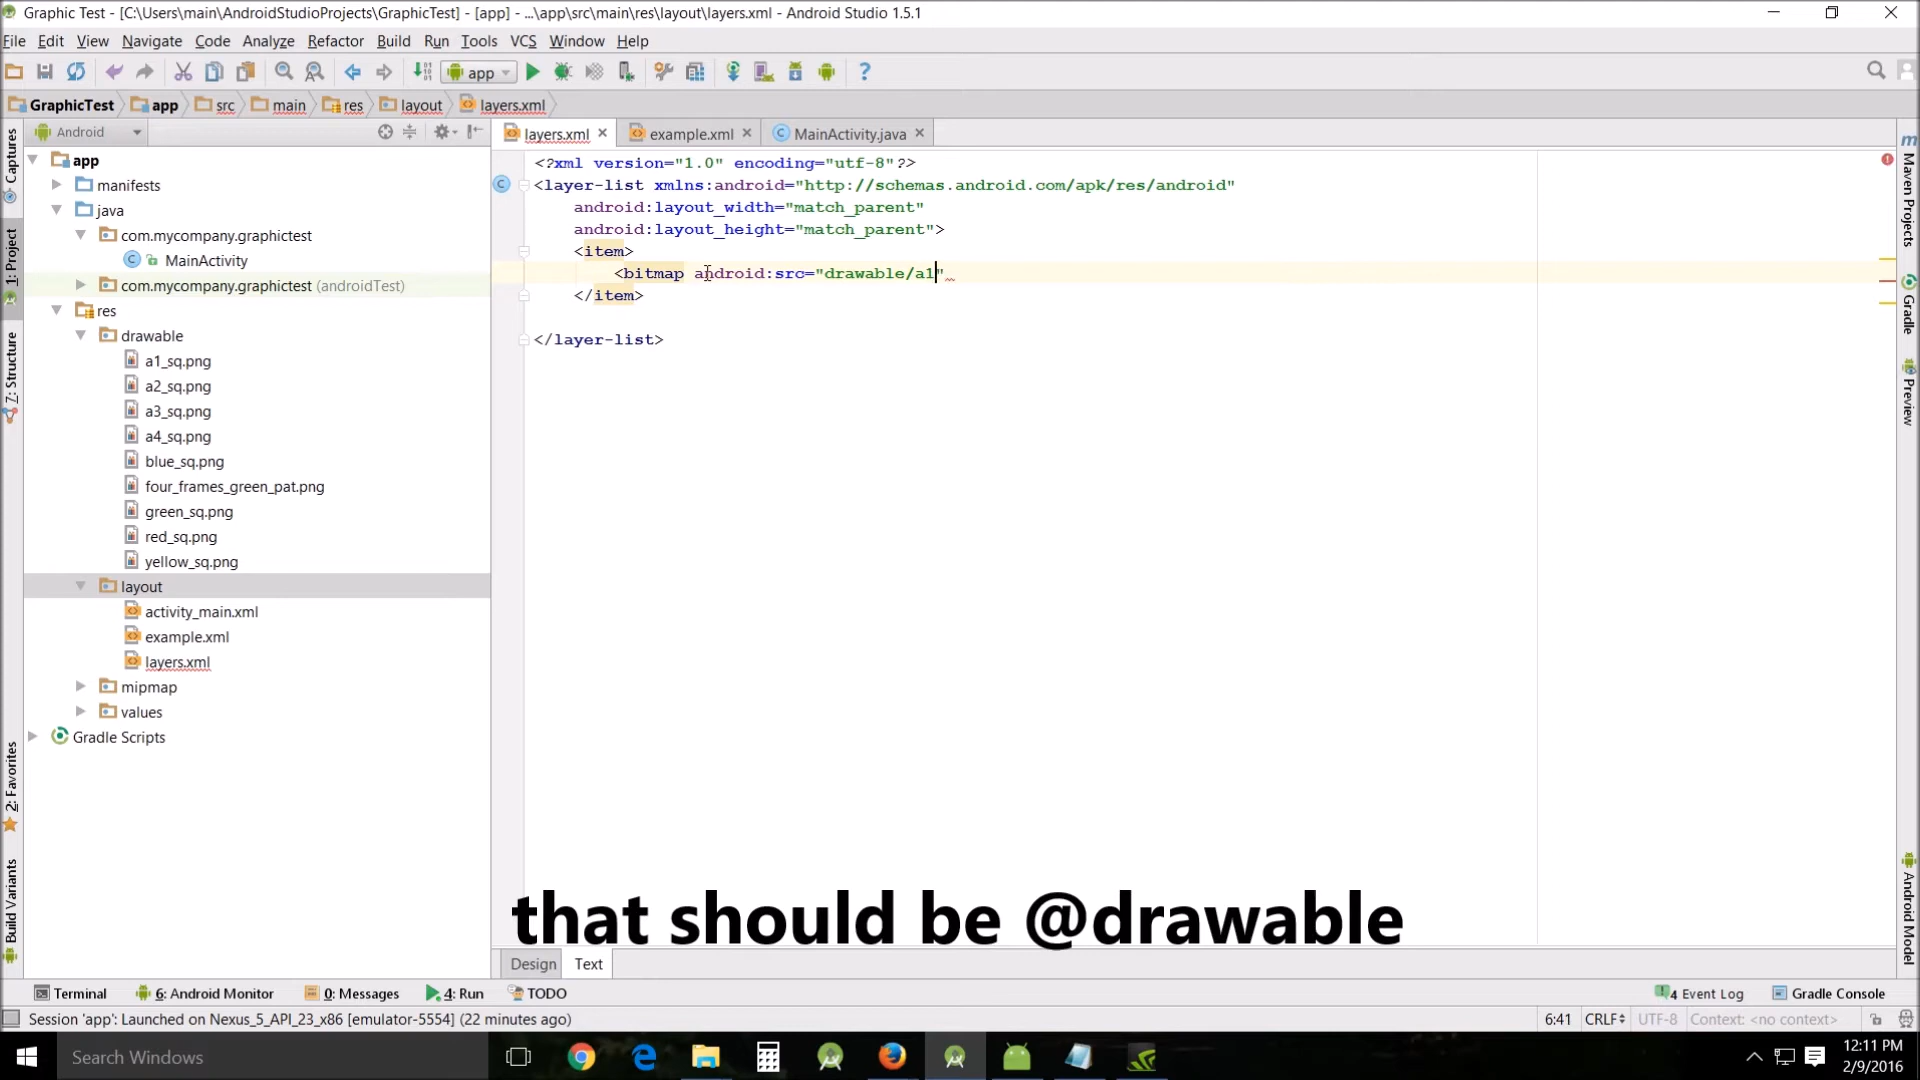 Graphic Test - [C:\Users\main\AndroidStudioProjects\GraphicTest] - [app] - ...\app\src\main\res\layout\layers.xml - Android Studio 1.5.1
File Edit View Navigate Code Analyze Refactor Build Run Tools VCS Window Help
app
GraphicTest app src main res layout layers.xml
Android
layers.xml example.xml MainActivity.java
Captures
1: Project
Z: Structure
2: Favorites
Build Variants
app
manifests
java
com.mycompany.graphictest
MainActivity
com.mycompany.graphictest (androidTest)
res
drawable
a1_sq.png
a2_sq.png
a3_sq.png
a4_sq.png
blue_sq.png
four_frames_green_pat.png
green_sq.png
red_sq.png
yellow_sq.png
layout
activity_main.xml
example.xml
layers.xml
mipmap
values
Gradle Scripts
<?xml version="1.0" encoding="utf-8"?>
<layer-list xmlns:android="http://schemas.android.com/apk/res/android"
android:layout_width="match_parent"
android:layout_height="match_parent">
<item>
<bitmap android:src="drawable/a1"
</item>
</layer-list>
Maven Projects
Gradle
Preview
Android Model
that should be @drawable
Design Text
Terminal 6: Android Monitor 0: Messages 4: Run TODO 4 Event Log Gradle Console
Session 'app': Launched on Nexus_5_API_23_x86 [emulator-5554] (22 minutes ago) 6:41 CRLF UTF-8 Context: <no context>
Search Windows
12:11 PM
2/9/2016